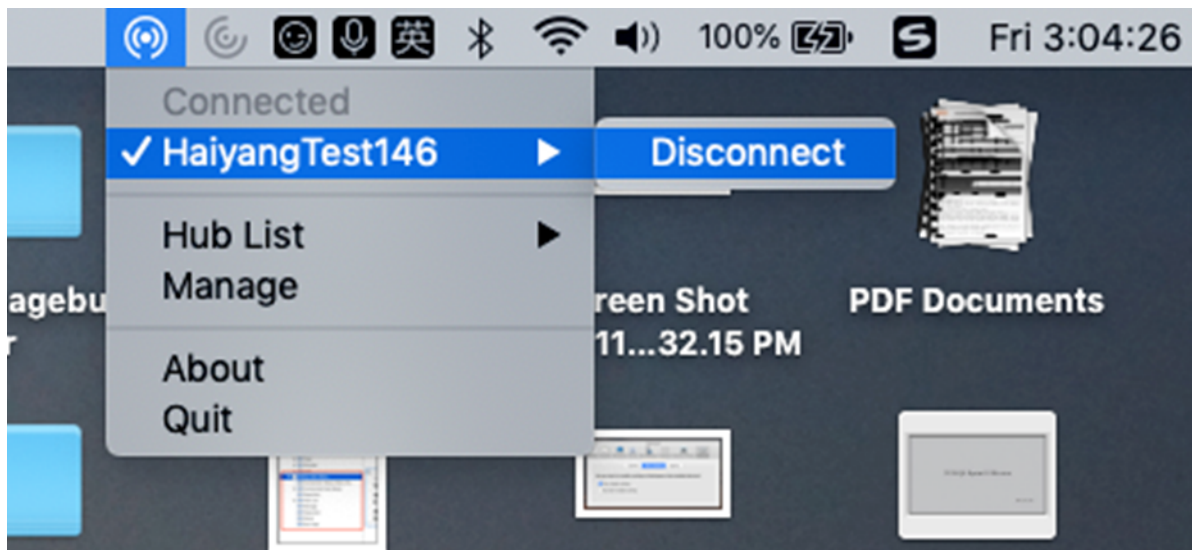 英 100% S Fri 3:04:26
Connected
✓ HaiyangTest146 ▶ Disconnect
Hub List ▶
Manage
agebu
reen Shot
PDF Documents
r
11...32.15 PM
About
Quit